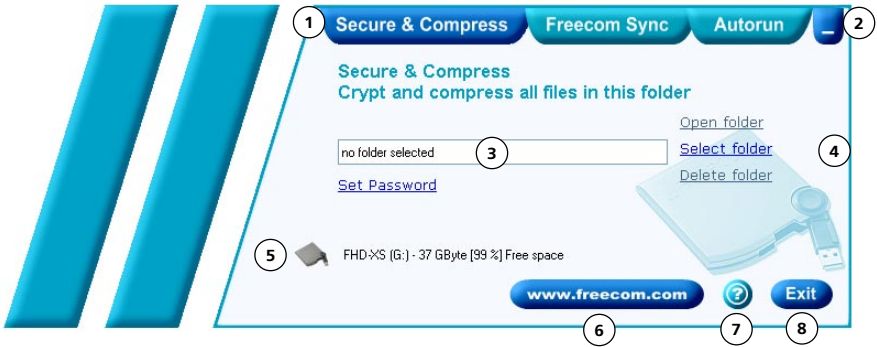 1 Secure & Compress Freecom Sync Autorun _ 2
Secure & Compress
Crypt and compress all files in this folder
Open folder
no folder selected 3 Select folder 4
Set Password Delete folder
5 FHD-XS (G:) - 37 GByte [99 %] Free space
www.freecom.com ? Exit
6 7 8